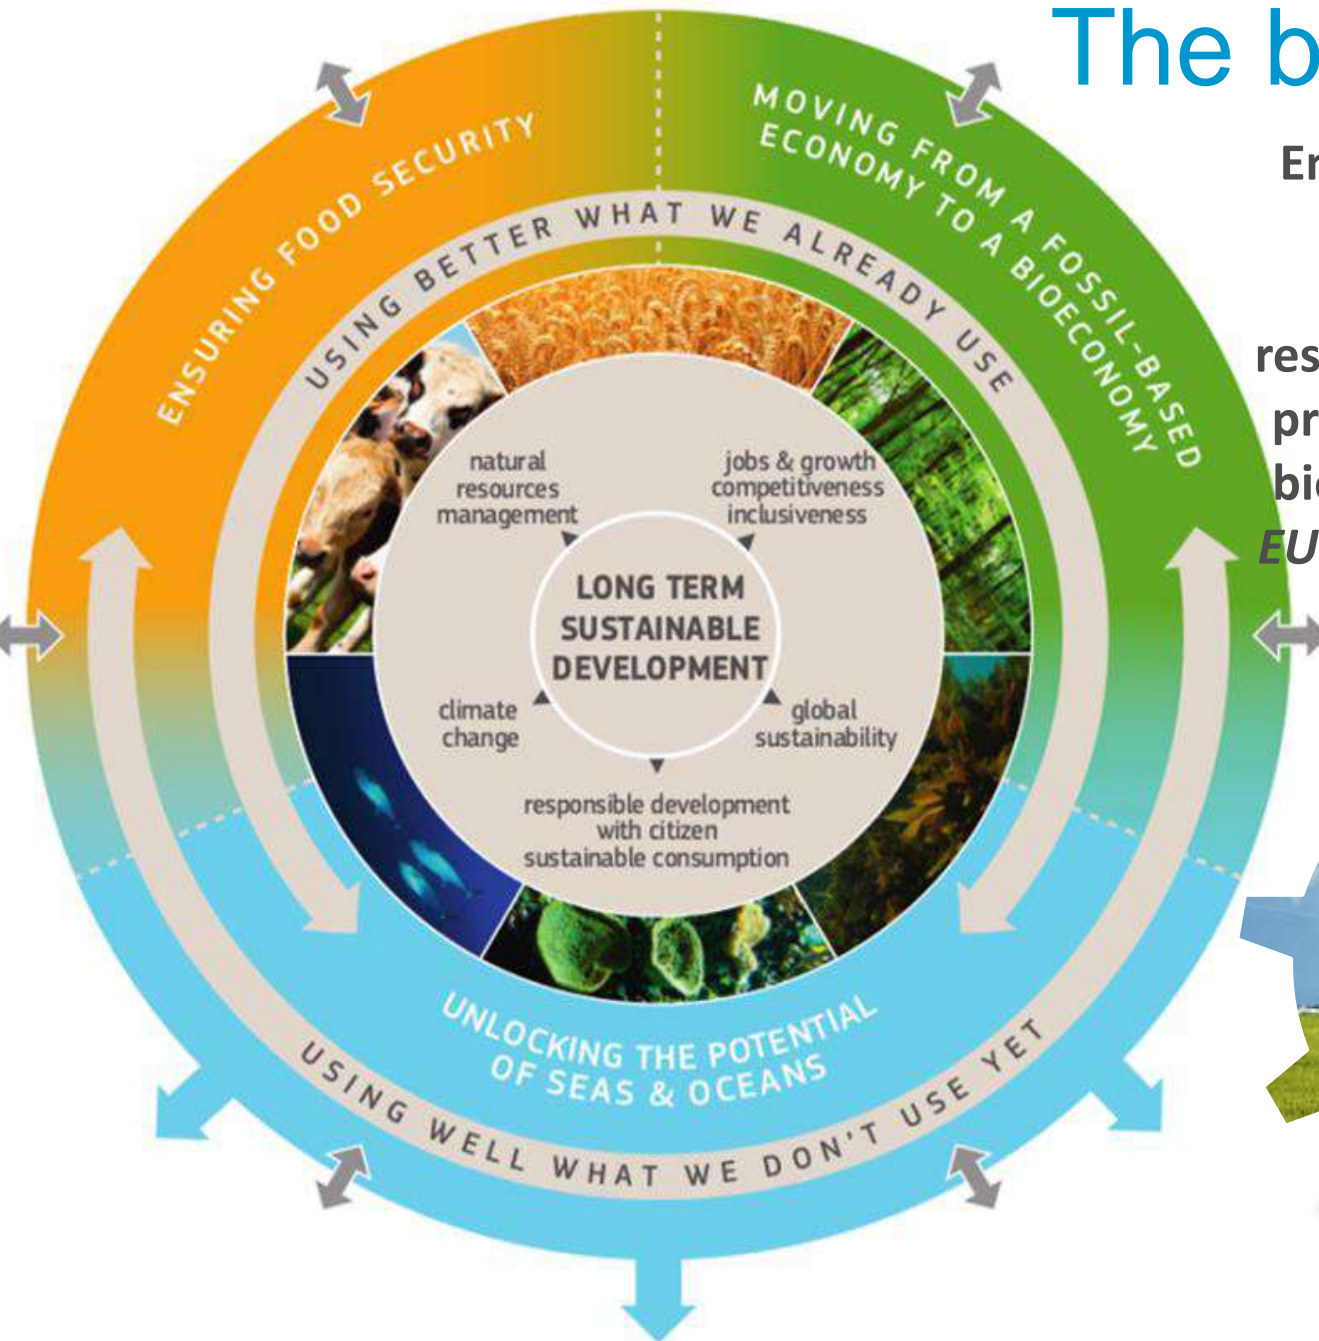 The b
En
res
pr
bio
EU
ENSURING FOOD SECURITY
MOVING FROM A FOSSIL-BASED
ECONOMY TO A BIOECONOMY
USING BETTER WHAT WE ALREADY USE
natural
resources
management
jobs & growth
competitiveness
inclusiveness
LONG TERM
SUSTAINABLE
DEVELOPMENT
climate
change
global
sustainability
responsible development
with citizen
sustainable consumption
UNLOCKING THE POTENTIAL
OF SEAS & OCEANS
USING WELL WHAT WE DON'T USE YET